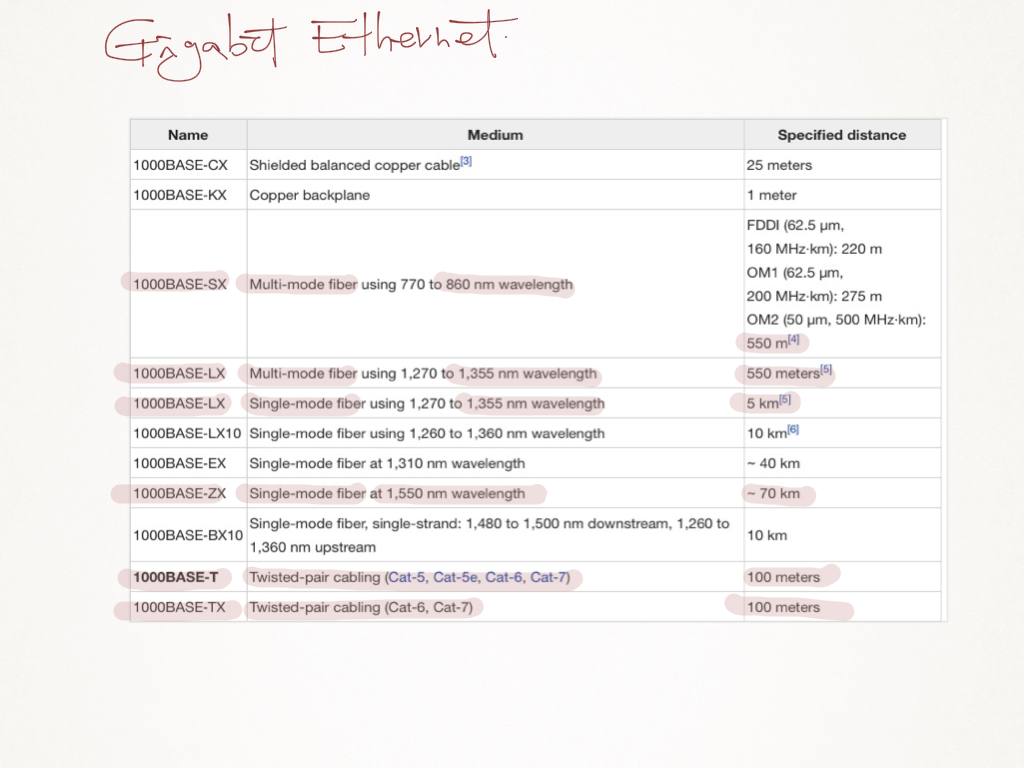 Gigabit Ethernet.
Name Medium Specified distance
1000BASE-CX Shielded balanced copper cable[3] 25 meters
1000BASE-KX Copper backplane 1 meter
1000BASE-SX Multi-mode fiber using 770 to 860 nm wavelength FDDI (62.5 µm,
160 MHz·km): 220 m
OM1 (62.5 µm,
200 MHz·km): 275 m
OM2 (50 µm, 500 MHz·km):
550 m[4]
1000BASE-LX Multi-mode fiber using 1,270 to 1,355 nm wavelength 550 meters[5]
1000BASE-LX Single-mode fiber using 1,270 to 1,355 nm wavelength 5 km[5]
1000BASE-LX10 Single-mode fiber using 1,260 to 1,360 nm wavelength 10 km[6]
1000BASE-EX Single-mode fiber at 1,310 nm wavelength ~ 40 km
1000BASE-ZX Single-mode fiber at 1,550 nm wavelength ~ 70 km
1000BASE-BX10 Single-mode fiber, single-strand: 1,480 to 1,500 nm downstream, 1,260 to
1,360 nm upstream 10 km
1000BASE-T Twisted-pair cabling (Cat-5, Cat-5e, Cat-6, Cat-7) 100 meters
1000BASE-TX Twisted-pair cabling (Cat-6, Cat-7) 100 meters